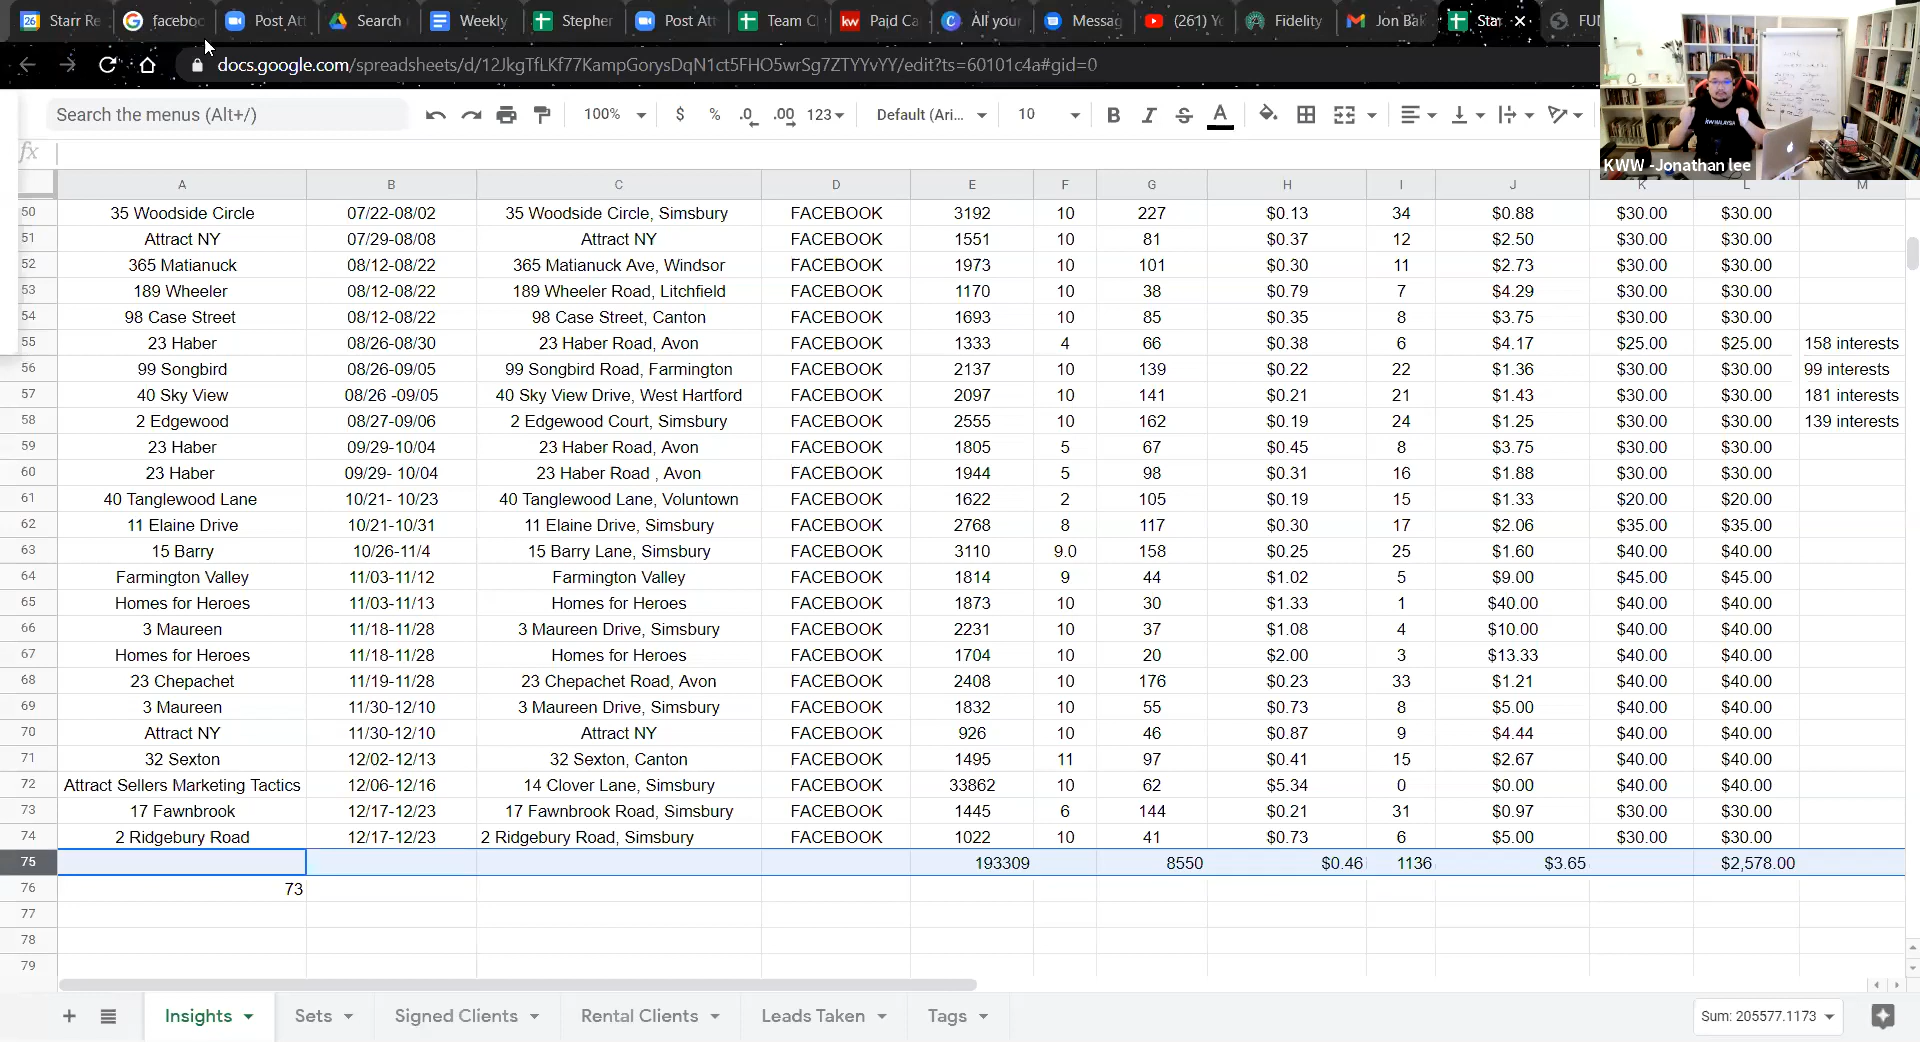 Starr Re facebo Post Att Search Weekly Stepher Post Att Team C Pajd Ca All your Messag (261) Y Fidelity Jon Bak Star FUN
docs.google.com/spreadsheets/d/12JkgTfLKf77KampGorysDqN1ct5FHO5wrSg7ZTYYvYY/edit?ts=60101c4a#gid=0
Search the menus (Alt+/) 100% $ % .0 .00 123 Default (Ari... 10 B I S A
fx
KW MALAYSIA
KWW -Jonathan lee
A B C D E F G H I J K L M
50 35 Woodside Circle 07/22-08/02 35 Woodside Circle, Simsbury FACEBOOK 3192 10 227 $0.13 34 $0.88 $30.00 $30.00
51 Attract NY 07/29-08/08 Attract NY FACEBOOK 1551 10 81 $0.37 12 $2.50 $30.00 $30.00
52 365 Matianuck 08/12-08/22 365 Matianuck Ave, Windsor FACEBOOK 1973 10 101 $0.30 11 $2.73 $30.00 $30.00
53 189 Wheeler 08/12-08/22 189 Wheeler Road, Litchfield FACEBOOK 1170 10 38 $0.79 7 $4.29 $30.00 $30.00
54 98 Case Street 08/12-08/22 98 Case Street, Canton FACEBOOK 1693 10 85 $0.35 8 $3.75 $30.00 $30.00
55 23 Haber 08/26-08/30 23 Haber Road, Avon FACEBOOK 1333 4 66 $0.38 6 $4.17 $25.00 $25.00 158 interests
56 99 Songbird 08/26-09/05 99 Songbird Road, Farmington FACEBOOK 2137 10 139 $0.22 22 $1.36 $30.00 $30.00 99 interests
57 40 Sky View 08/26 -09/05 40 Sky View Drive, West Hartford FACEBOOK 2097 10 141 $0.21 21 $1.43 $30.00 $30.00 181 interests
58 2 Edgewood 08/27-09/06 2 Edgewood Court, Simsbury FACEBOOK 2555 10 162 $0.19 24 $1.25 $30.00 $30.00 139 interests
59 23 Haber 09/29-10/04 23 Haber Road, Avon FACEBOOK 1805 5 67 $0.45 8 $3.75 $30.00 $30.00
60 23 Haber 09/29- 10/04 23 Haber Road , Avon FACEBOOK 1944 5 98 $0.31 16 $1.88 $30.00 $30.00
61 40 Tanglewood Lane 10/21- 10/23 40 Tanglewood Lane, Voluntown FACEBOOK 1622 2 105 $0.19 15 $1.33 $20.00 $20.00
62 11 Elaine Drive 10/21-10/31 11 Elaine Drive, Simsbury FACEBOOK 2768 8 117 $0.30 17 $2.06 $35.00 $35.00
63 15 Barry 10/26-11/4 15 Barry Lane, Simsbury FACEBOOK 3110 9.0 158 $0.25 25 $1.60 $40.00 $40.00
64 Farmington Valley 11/03-11/12 Farmington Valley FACEBOOK 1814 9 44 $1.02 5 $9.00 $45.00 $45.00
65 Homes for Heroes 11/03-11/13 Homes for Heroes FACEBOOK 1873 10 30 $1.33 1 $40.00 $40.00 $40.00
66 3 Maureen 11/18-11/28 3 Maureen Drive, Simsbury FACEBOOK 2231 10 37 $1.08 4 $10.00 $40.00 $40.00
67 Homes for Heroes 11/18-11/28 Homes for Heroes FACEBOOK 1704 10 20 $2.00 3 $13.33 $40.00 $40.00
68 23 Chepachet 11/19-11/28 23 Chepachet Road, Avon FACEBOOK 2408 10 176 $0.23 33 $1.21 $40.00 $40.00
69 3 Maureen 11/30-12/10 3 Maureen Drive, Simsbury FACEBOOK 1832 10 55 $0.73 8 $5.00 $40.00 $40.00
70 Attract NY 11/30-12/10 Attract NY FACEBOOK 926 10 46 $0.87 9 $4.44 $40.00 $40.00
71 32 Sexton 12/02-12/13 32 Sexton, Canton FACEBOOK 1495 11 97 $0.41 15 $2.67 $40.00 $40.00
72 Attract Sellers Marketing Tactics 12/06-12/16 14 Clover Lane, Simsbury FACEBOOK 33862 10 62 $5.34 0 $0.00 $40.00 $40.00
73 17 Fawnbrook 12/17-12/23 17 Fawnbrook Road, Simsbury FACEBOOK 1445 6 144 $0.21 31 $0.97 $30.00 $30.00
74 2 Ridgebury Road 12/17-12/23 2 Ridgebury Road, Simsbury FACEBOOK 1022 10 41 $0.73 6 $5.00 $30.00 $30.00
75 193309 8550 $0.46 1136 $3.65 $2,578.00
76 73
77
78
79
Insights Sets Signed Clients Rental Clients Leads Taken Tags Sum: 205577.1173